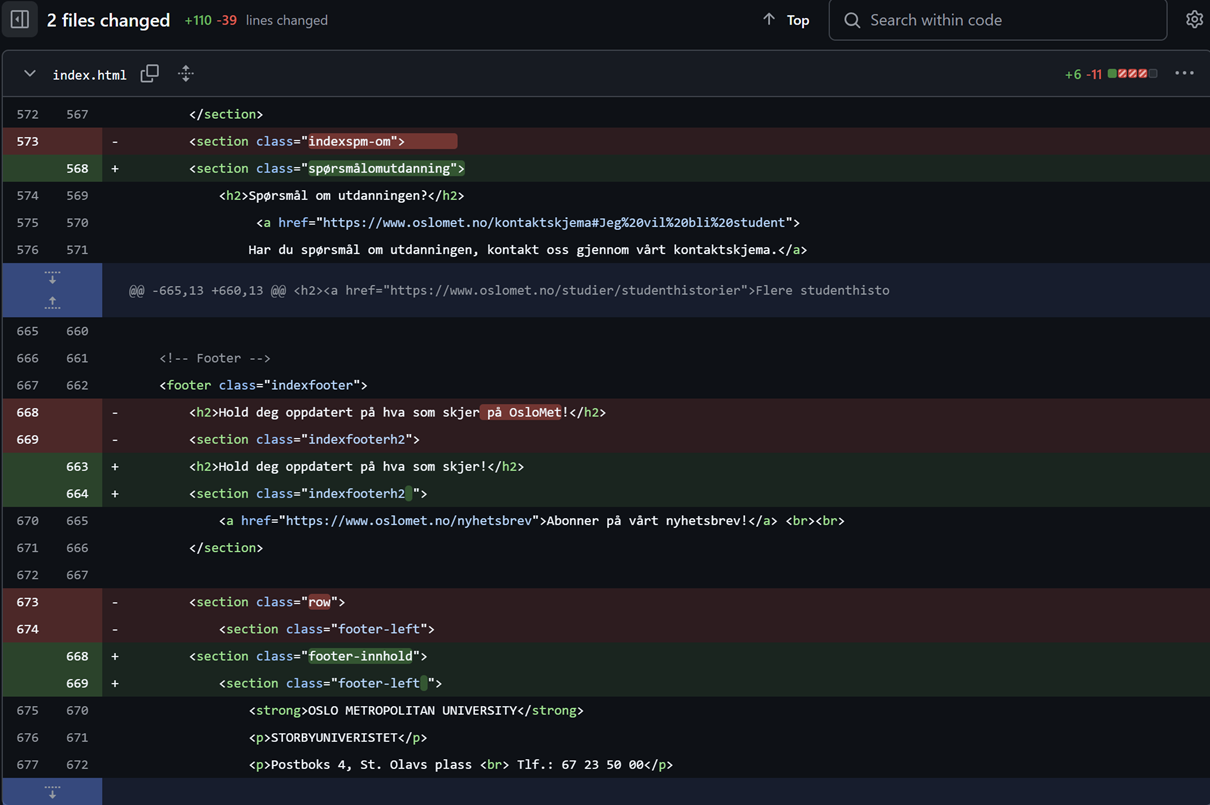 2 files changed +110 -39 lines changed Top Search within code
index.html +6 -11
572 567 </section>
573 - <section class="indexspm-om">
568 + <section class="spørsmålomutdanning">
574 569 <h2>Spørsmål om utdanningen?</h2>
575 570 <a href="https://www.oslomet.no/kontaktskjema#Jeg%20vil%20bli%20student">
576 571 Har du spørsmål om utdanningen, kontakt oss gjennom vårt kontaktskjema.</a>
@@ -665,13 +660,13 @@ <h2><a href="https://www.oslomet.no/studier/studenthistorier">Flere studenthisto
665 660
666 661 <!-- Footer -->
667 662 <footer class="indexfooter">
668 - <h2>Hold deg oppdatert på hva som skjer på OsloMet!</h2>
669 - <section class="indexfooterh2">
663 + <h2>Hold deg oppdatert på hva som skjer!</h2>
664 + <section class="indexfooterh2 ">
670 665 <a href="https://www.oslomet.no/nyhetsbrev">Abonner på vårt nyhetsbrev!</a> <br><br>
671 666 </section>
672 667
673 - <section class="row">
674 - <section class="footer-left">
668 + <section class="footer-innhold">
669 + <section class="footer-left ">
675 670 <strong>OSLO METROPOLITAN UNIVERSITY</strong>
676 671 <p>STORBYUNIVERISTET</p>
677 672 <p>Postboks 4, St. Olavs plass <br> Tlf.: 67 23 50 00</p>